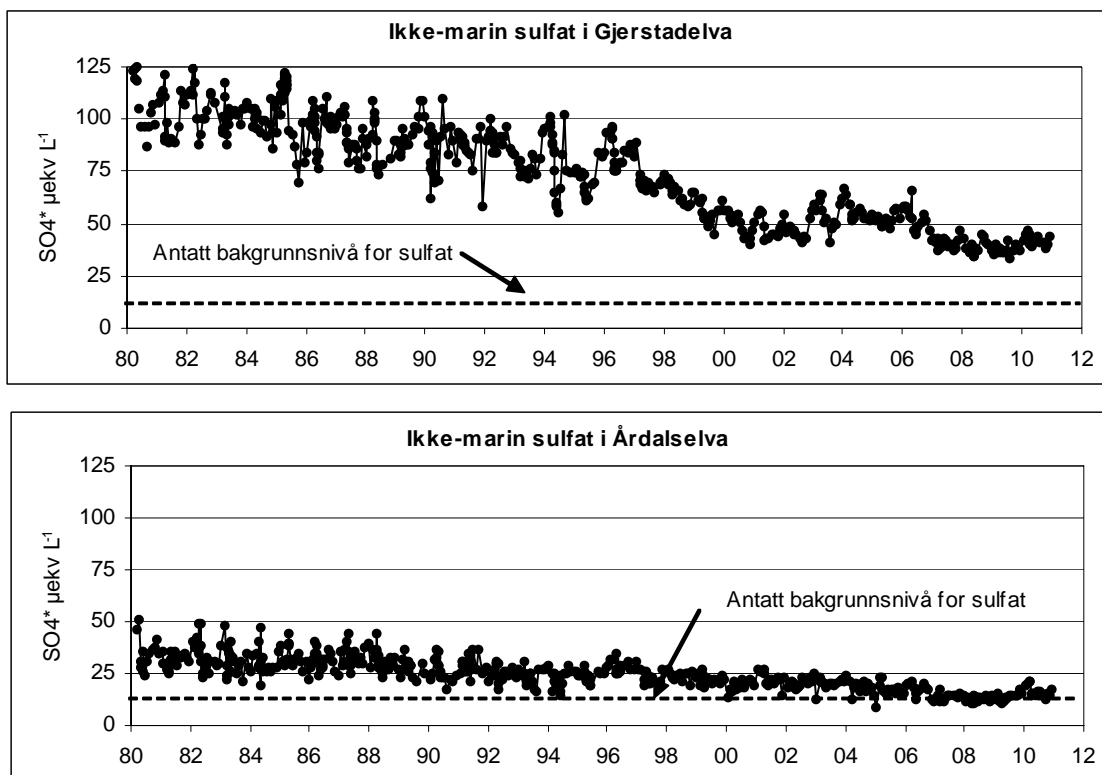 Ikke-marin sulfat i Gjerstadelva
SO4* µekv L-1
125
100
75
50
25
0
Antatt bakgrunnsnivå for sulfat
80 82 84 86 88 90 92 94 96 98 00 02 04 06 08 10 12
Ikke-marin sulfat i Årdalselva
SO4* µekv L-1
125
100
75
50
25
0
Antatt bakgrunnsnivå for sulfat
80 82 84 86 88 90 92 94 96 98 00 02 04 06 08 10 12